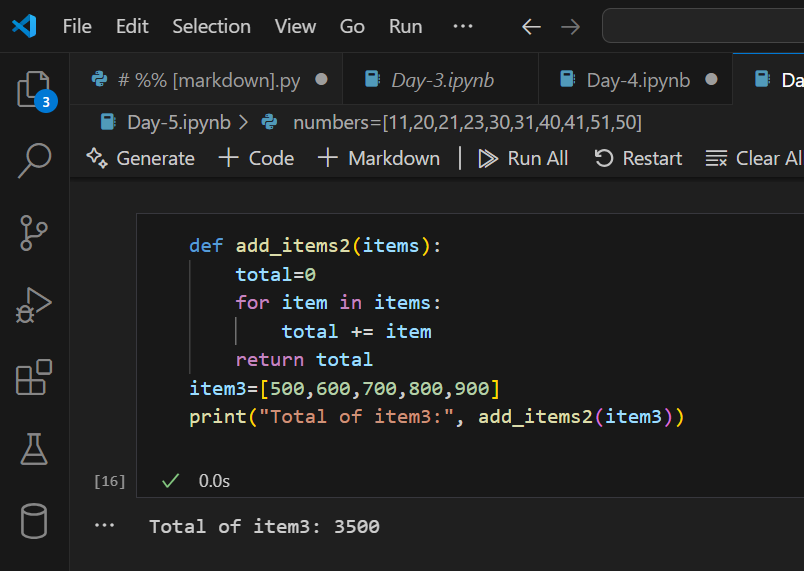 File Edit Selection View Go Run ···
# %% [markdown].py Day-3.ipynb Day-4.ipynb Da
3
Day-5.ipynb > numbers=[11,20,21,23,30,31,40,41,51,50]
Generate + Code + Markdown | Run All Restart Clear Al
def add_items2(items):
    total=0
    for item in items:
        total += item
    return total
item3=[500,600,700,800,900]
print("Total of item3:", add_items2(item3))
[16] ✓ 0.0s
··· Total of item3: 3500